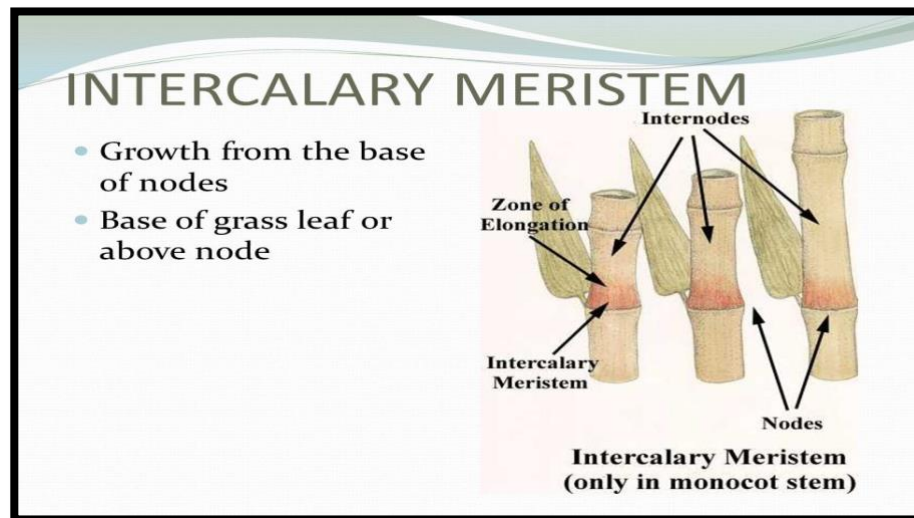 INTERCALARY MERISTEM
Growth from the base
of nodes
Base of grass leaf or
above node
Internodes
Zone of
Elongation
Intercalary
Meristem
Nodes
Intercalary Meristem
(only in monocot stem)